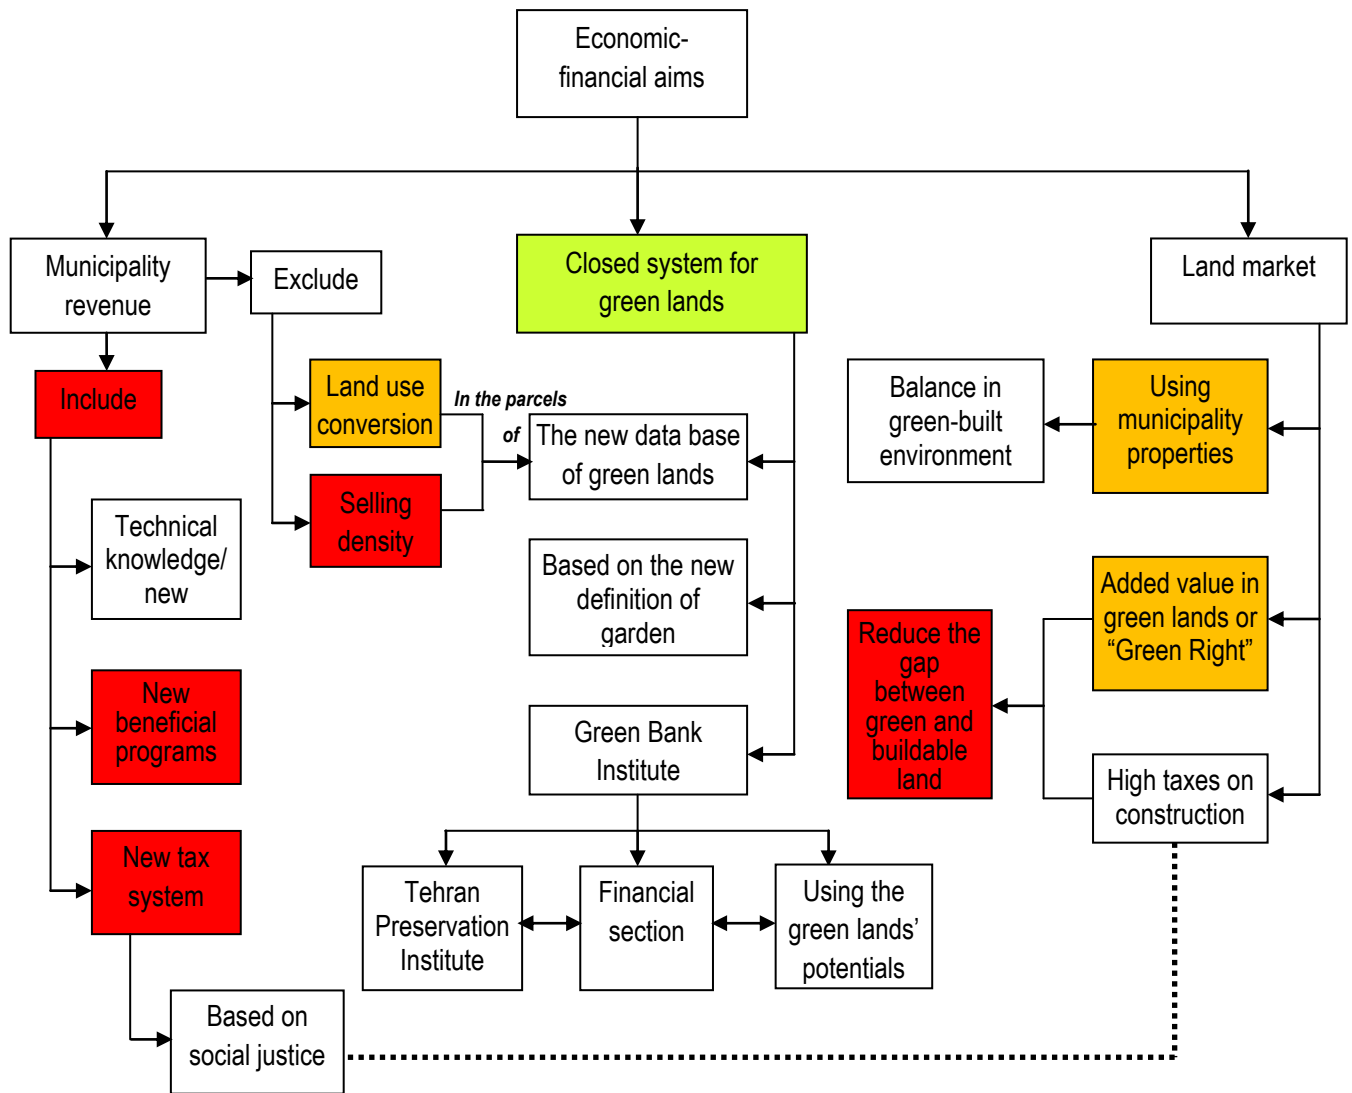 Economic-
financial aims
Municipality
revenue
Exclude
Closed system for
green lands
Land market
Include
Land use
conversion
In the parcels
of
The new data base
of green lands
Balance in
green-built
environment
Using
municipality
properties
Selling
density
Technical
knowledge/
new
Based on the new
definition of
garden
Added value in
green lands or
“Green Right”
Reduce the
gap
between
green and
buildable
land
New
beneficial
programs
Green Bank
Institute
High taxes on
construction
New tax
system
Tehran
Preservation
Institute
Financial
section
Using the
green lands’
potentials
Based on
social justice